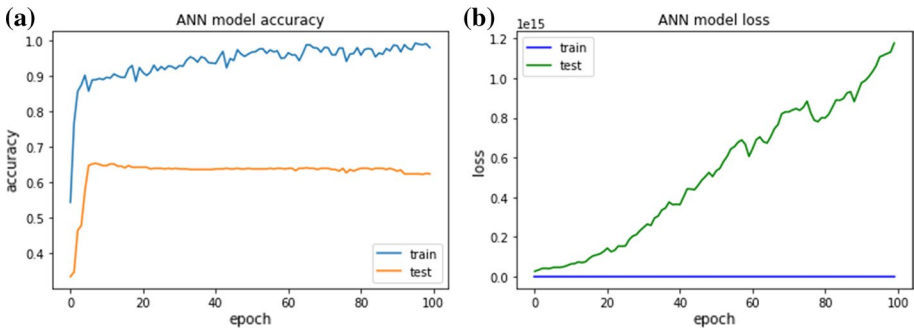 (a)
ANN model accuracy
1.0
0.9
0.8
0.7
0.6
0.5
0.4
accuracy
train
test
0 20 40 60 80 100
epoch
(b)
ANN model loss
1e15
1.2
1.0
0.8
0.6
0.4
0.2
0.0
loss
train
test
0 20 40 60 80 100
epoch